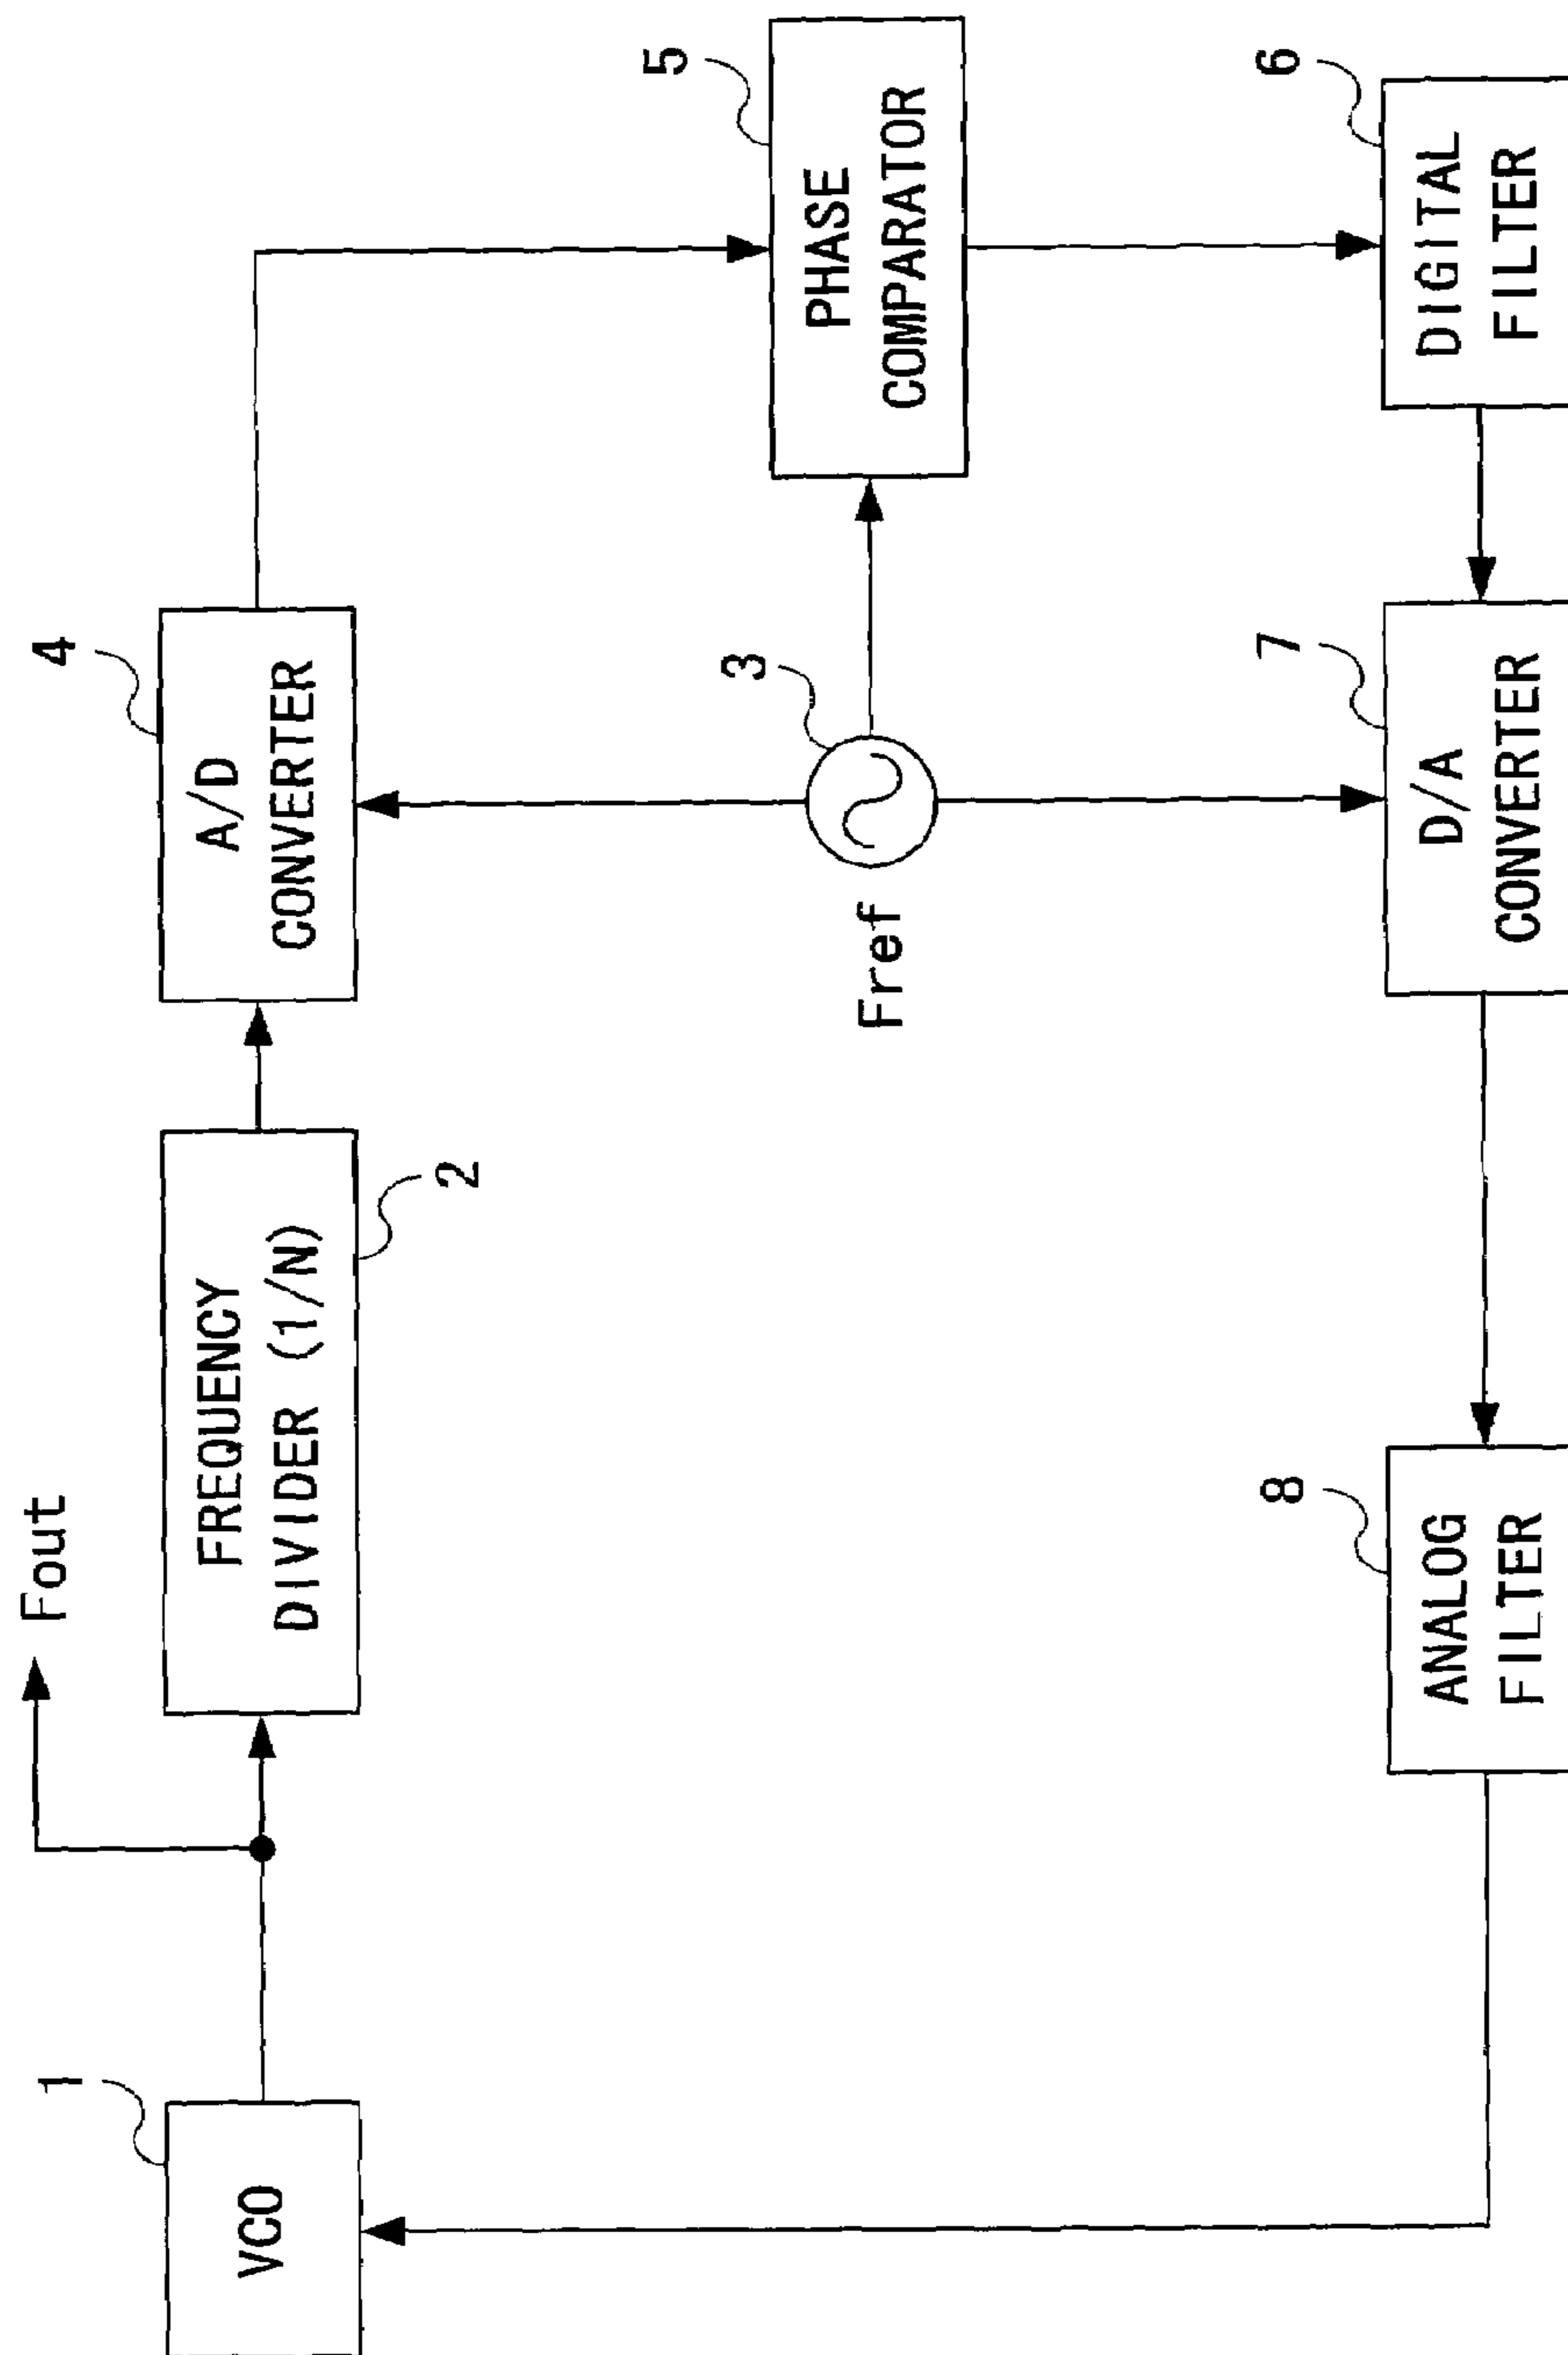 Fout
1
VCO
FREQUENCY
DIVIDER (1/N)
2
4
A/D
CONVERTER
3
Fref
5
PHASE
COMPARATOR
8
ANALOG
FILTER
7
D/A
CONVERTER
6
DIGITAL
FILTER